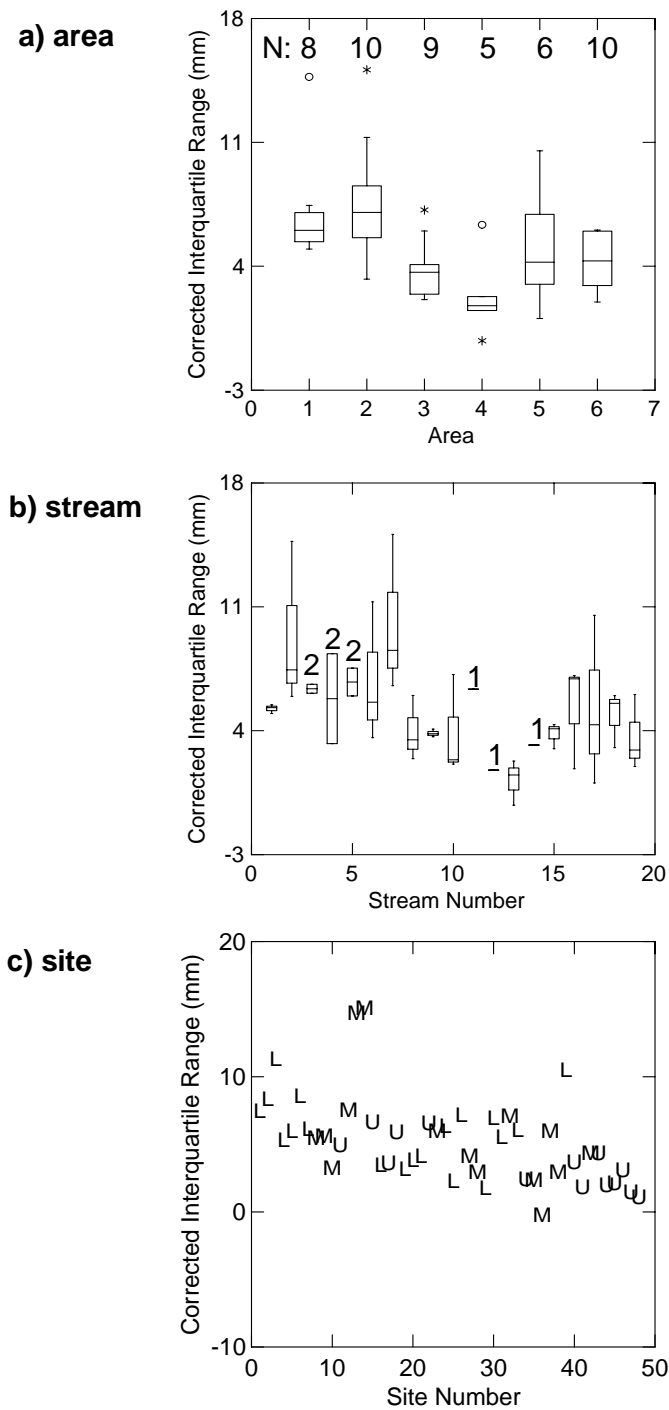 a) area
Corrected Interquartile Range (mm)
18
11
4
-3
N: 8 10 9 5 6 10
0 1 2 3 4 5 6 7
Area
b) stream
Corrected Interquartile Range (mm)
18
11
4
-3
2 2 2 1 1 1
0 5 10 15 20
Stream Number
c) site
Corrected Interquartile Range (mm)
20
10
0
-10
L L L L L L L M M M U M M M U L U U L L L U M L L L M M L L L M L U M M M M L U U M U U U U U U
0 10 20 30 40 50
Site Number